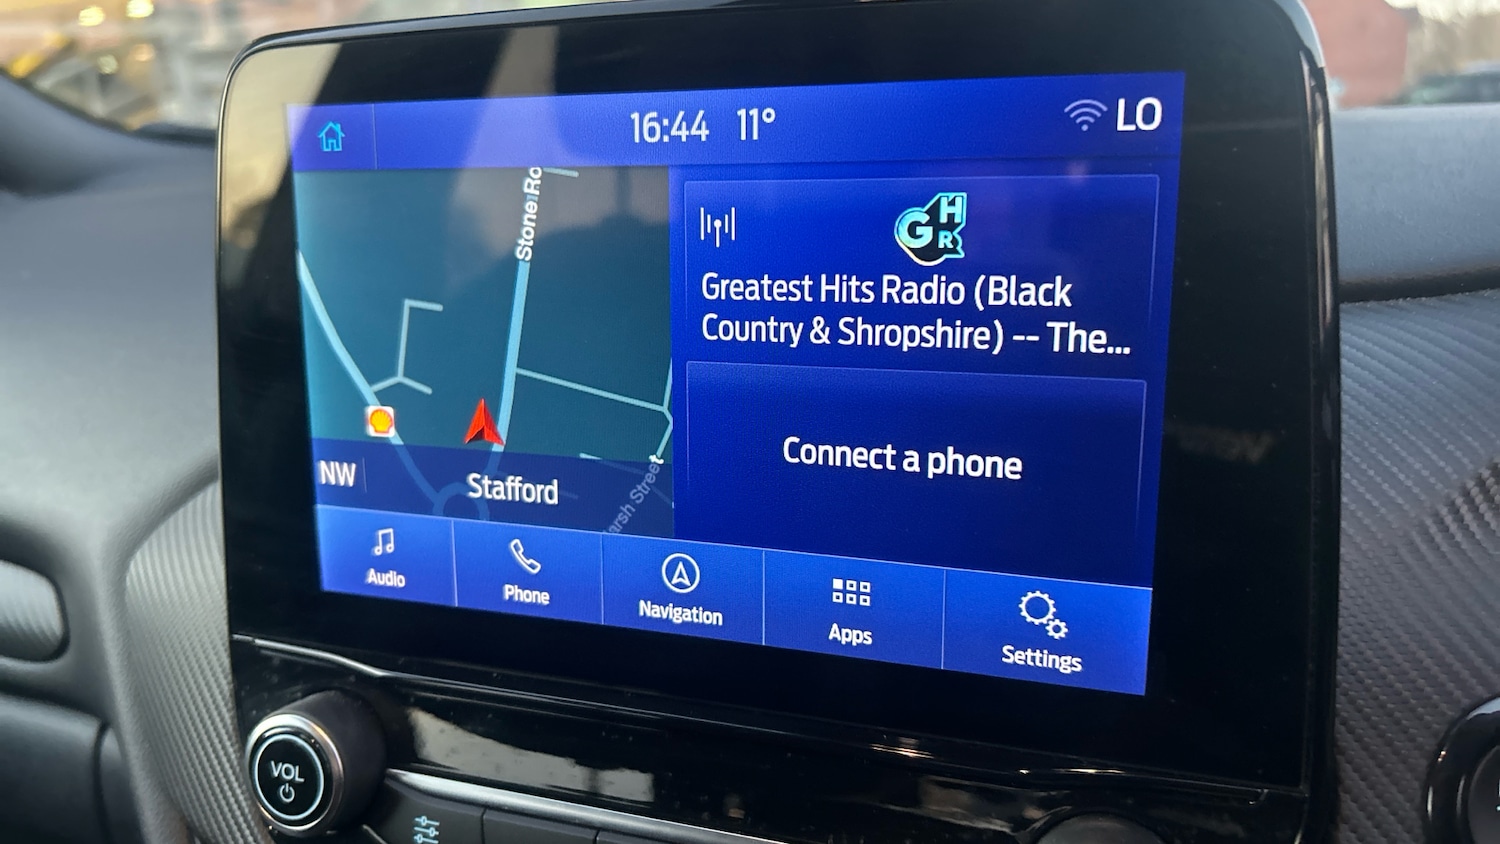 16:44 11° LO
Stone Ro
GHR
Greatest Hits Radio (Black
Country & Shropshire) -- The...
Connect a phone
NW
Stafford
arsh Street
Audio
Phone
Navigation
Apps
Settings
VOL